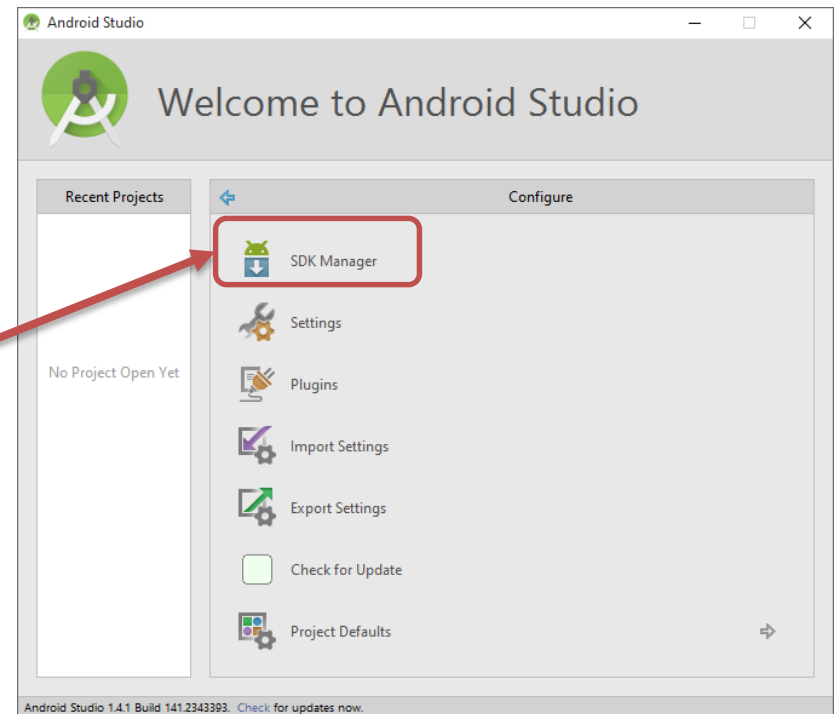 Android Studio
Welcome to Android Studio
Recent Projects
Configure
SDK Manager
Settings
No Project Open Yet
Plugins
Import Settings
Export Settings
Check for Update
Project Defaults
Android Studio 1.4.1 Build 141.2343393. Check for updates now.